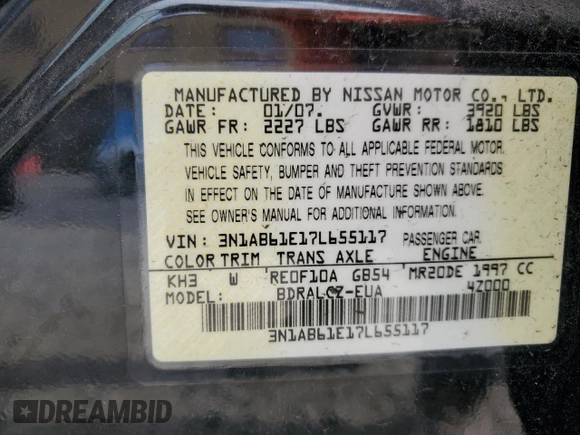 MANUFACTURED BY NISSAN MOTOR CO., LTD.
DATE: 01/07. GVWR: 3920 LBS
GAWR FR: 2227 LBS GAWR RR: 1810 LBS
THIS VEHICLE CONFORMS TO ALL APPLICABLE FEDERAL MOTOR
VEHICLE SAFETY, BUMPER AND THEFT PREVENTION STANDARDS
IN EFFECT ON THE DATE OF MANUFACTURE SHOWN ABOVE.
SEE OWNER'S MANUAL FOR ADDITIONAL INFORMATION.
VIN: 3N1AB61E17L655117 PASSENGER CAR.
COLOR TRIM TRANS AXLE ENGINE
KH3 W RE0F10A GB54 MR20DE 1997 CC
MODEL: BDRALCZ-EUA 4Z000
H
3N1AB61E17L655117
DREAMBID